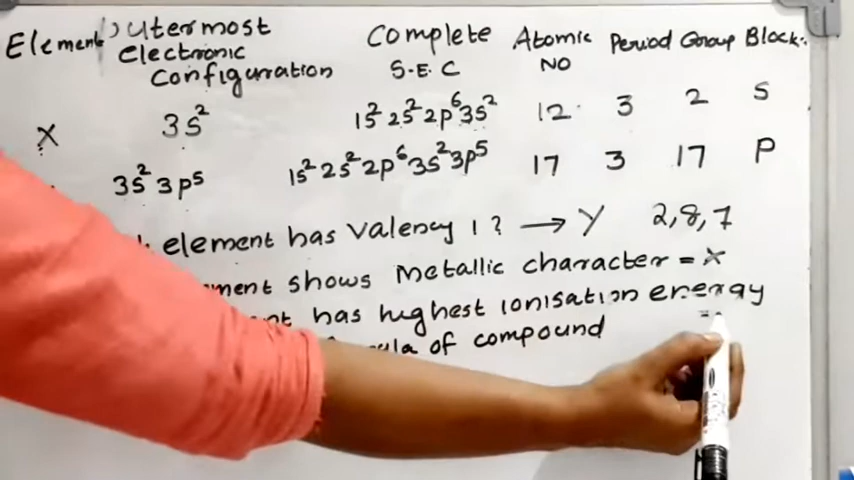 Element outermost Complete Atomic Period Group Block
electronic S.E.C NO
configuration
X 3s² 1s² 2s² 2p⁶ 3s² 12 3 2 S
3s² 3p⁵ 1s² 2s² 2p⁶ 3s² 3p⁵ 17 3 17 P
element has valency 1 ? → Y 2,8,7
shows metallic character = X
has highest ionisation energy =
of compound